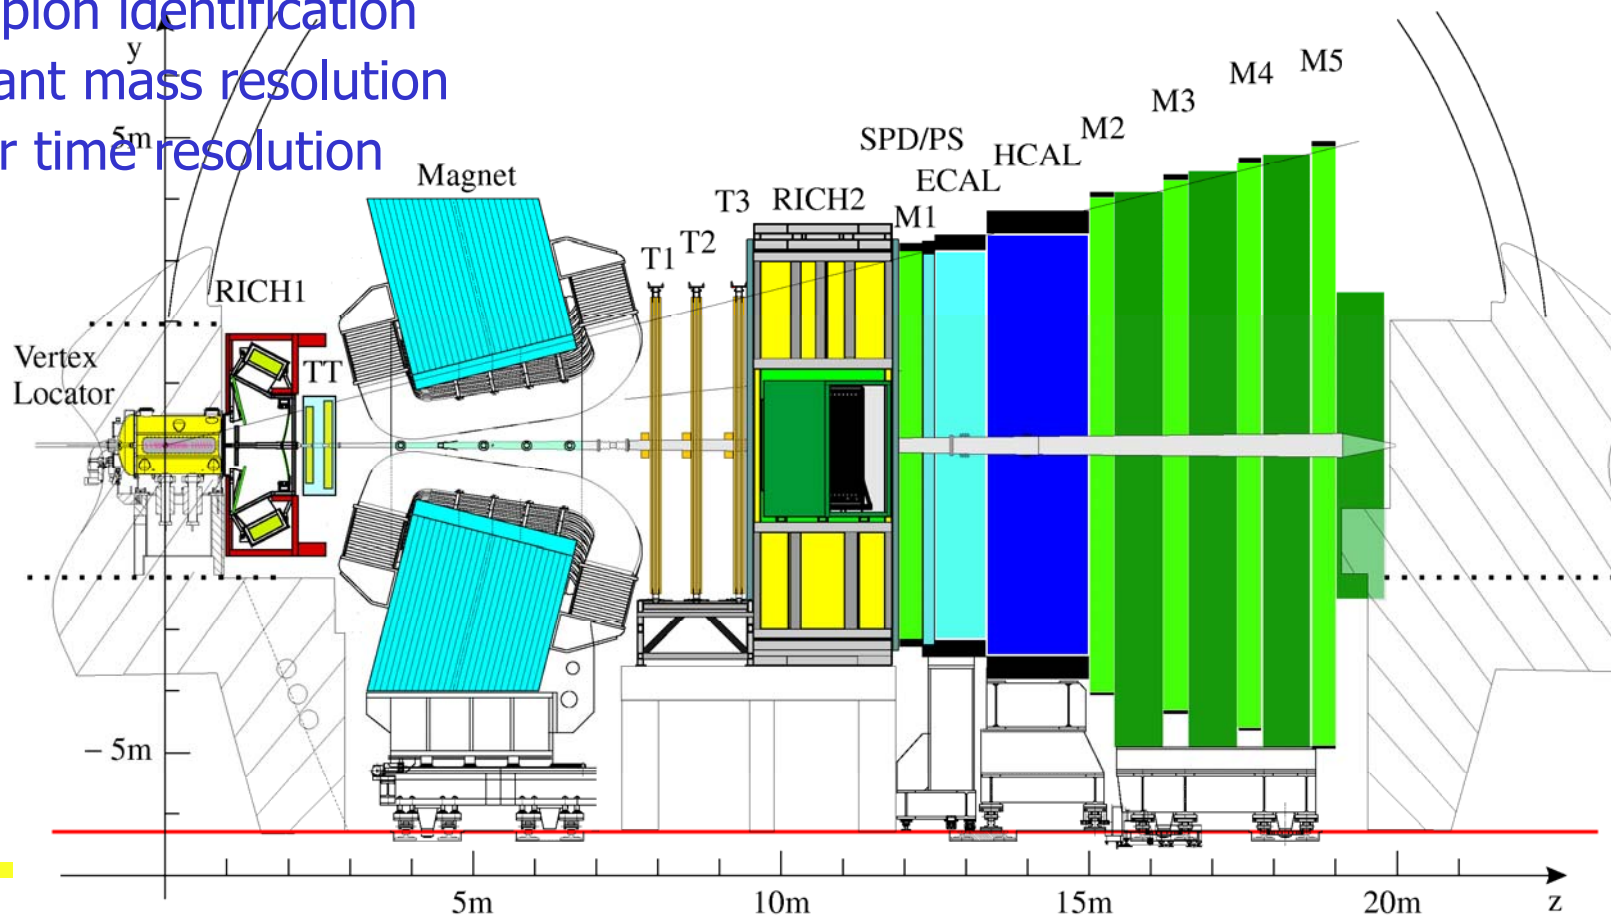 pion identification
ant mass resolution
r time resolution
y
5m
M5
M4
M3
M2
SPD/PS
HCAL
ECAL
Magnet
T3
RICH2
M1
T2
T1
RICH1
Vertex
Locator
TT
– 5m
5m
10m
15m
20m
z